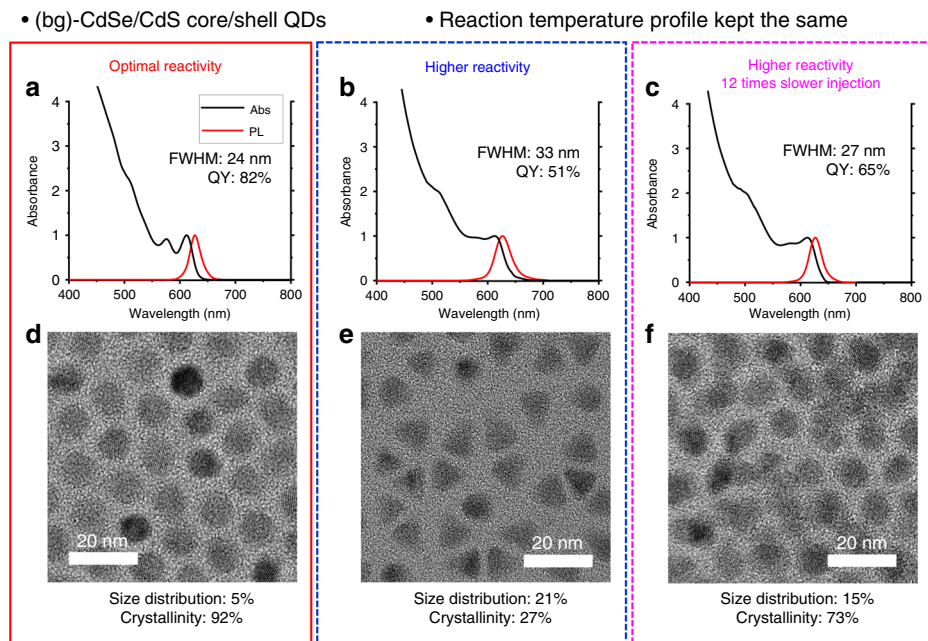 • (bg)-CdSe/CdS core/shell QDs
• Reaction temperature profile kept the same
Optimal reactivity
a
4
3
2
1
0
400 500 600 700 800
Absorbance
Wavelength (nm)
Abs
PL
FWHM: 24 nm
QY: 82%
Higher reactivity
b
4
3
2
1
0
400 500 600 700 800
Absorbance
Wavelength (nm)
FWHM: 33 nm
QY: 51%
Higher reactivity
12 times slower injection
c
4
3
2
1
0
400 500 600 700 800
Absorbance
Wavelength (nm)
FWHM: 27 nm
QY: 65%
d
20 nm
Size distribution: 5%
Crystallinity: 92%
e
20 nm
Size distribution: 21%
Crystallinity: 27%
f
20 nm
Size distribution: 15%
Crystallinity: 73%